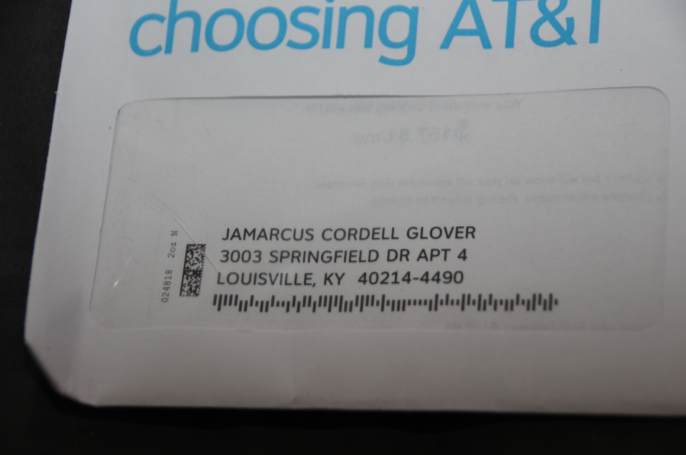 choosing AT&T
JAMARCUS CORDELL GLOVER
3003 SPRINGFIELD DR APT 4
LOUISVILLE, KY 40214-4490
024818 2oz N